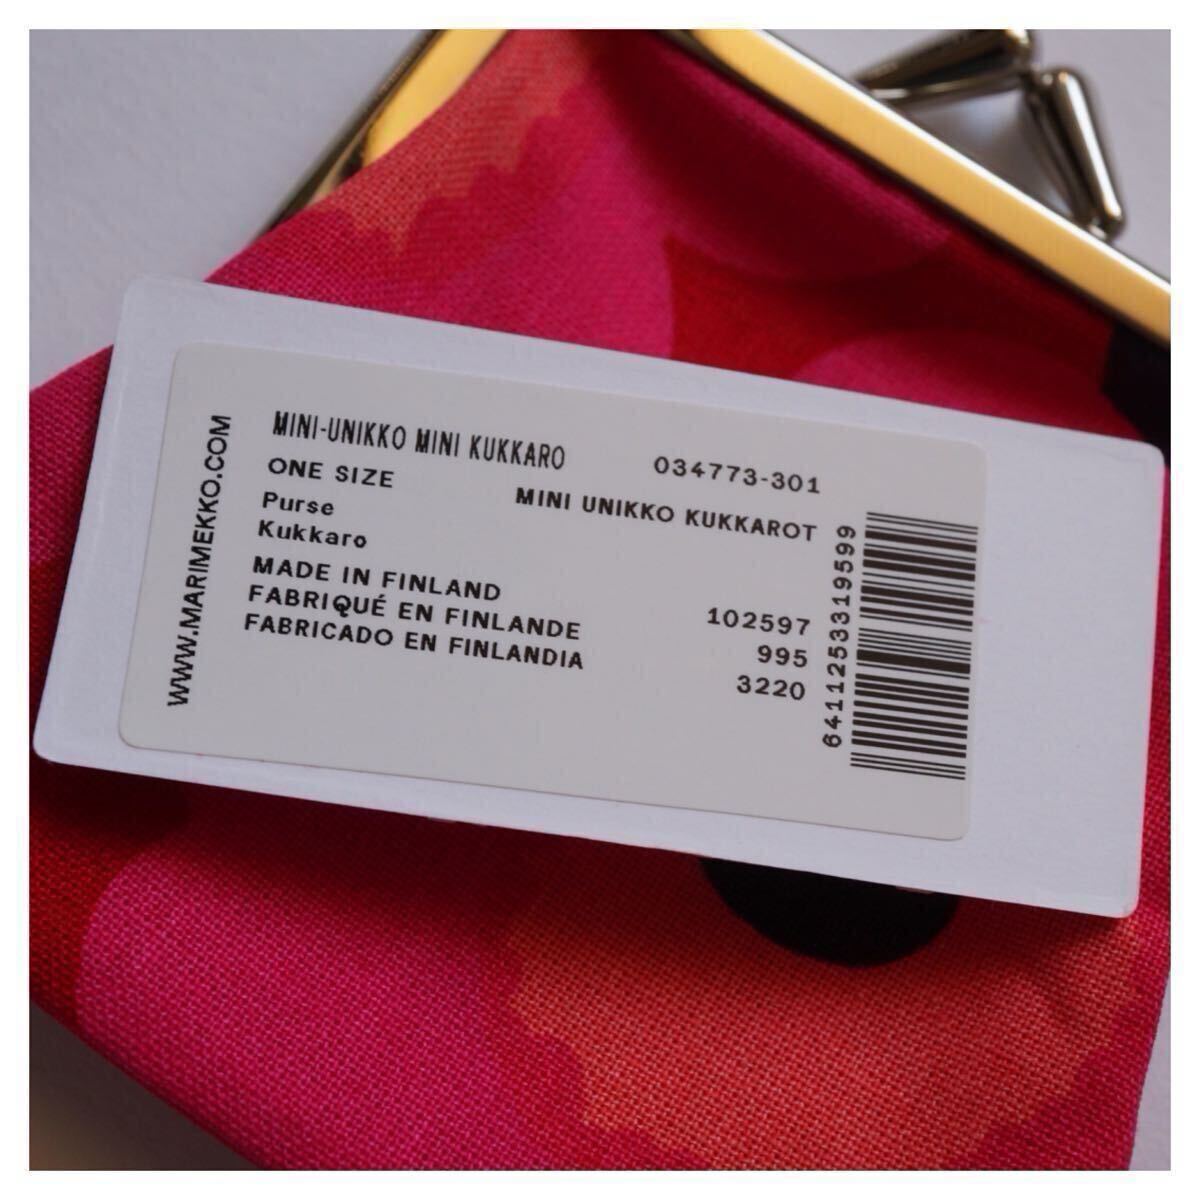 WWW.MARIMEKKO.COM
MINI-UNIKKO MINI KUKKARO 034773-301
ONE SIZE MINI UNIKKO KUKKAROT
Purse
Kukkaro
MADE IN FINLAND 102597
FABRIQUÉ EN FINLANDE 995
FABRICADO EN FINLANDIA 3220
6411253319599